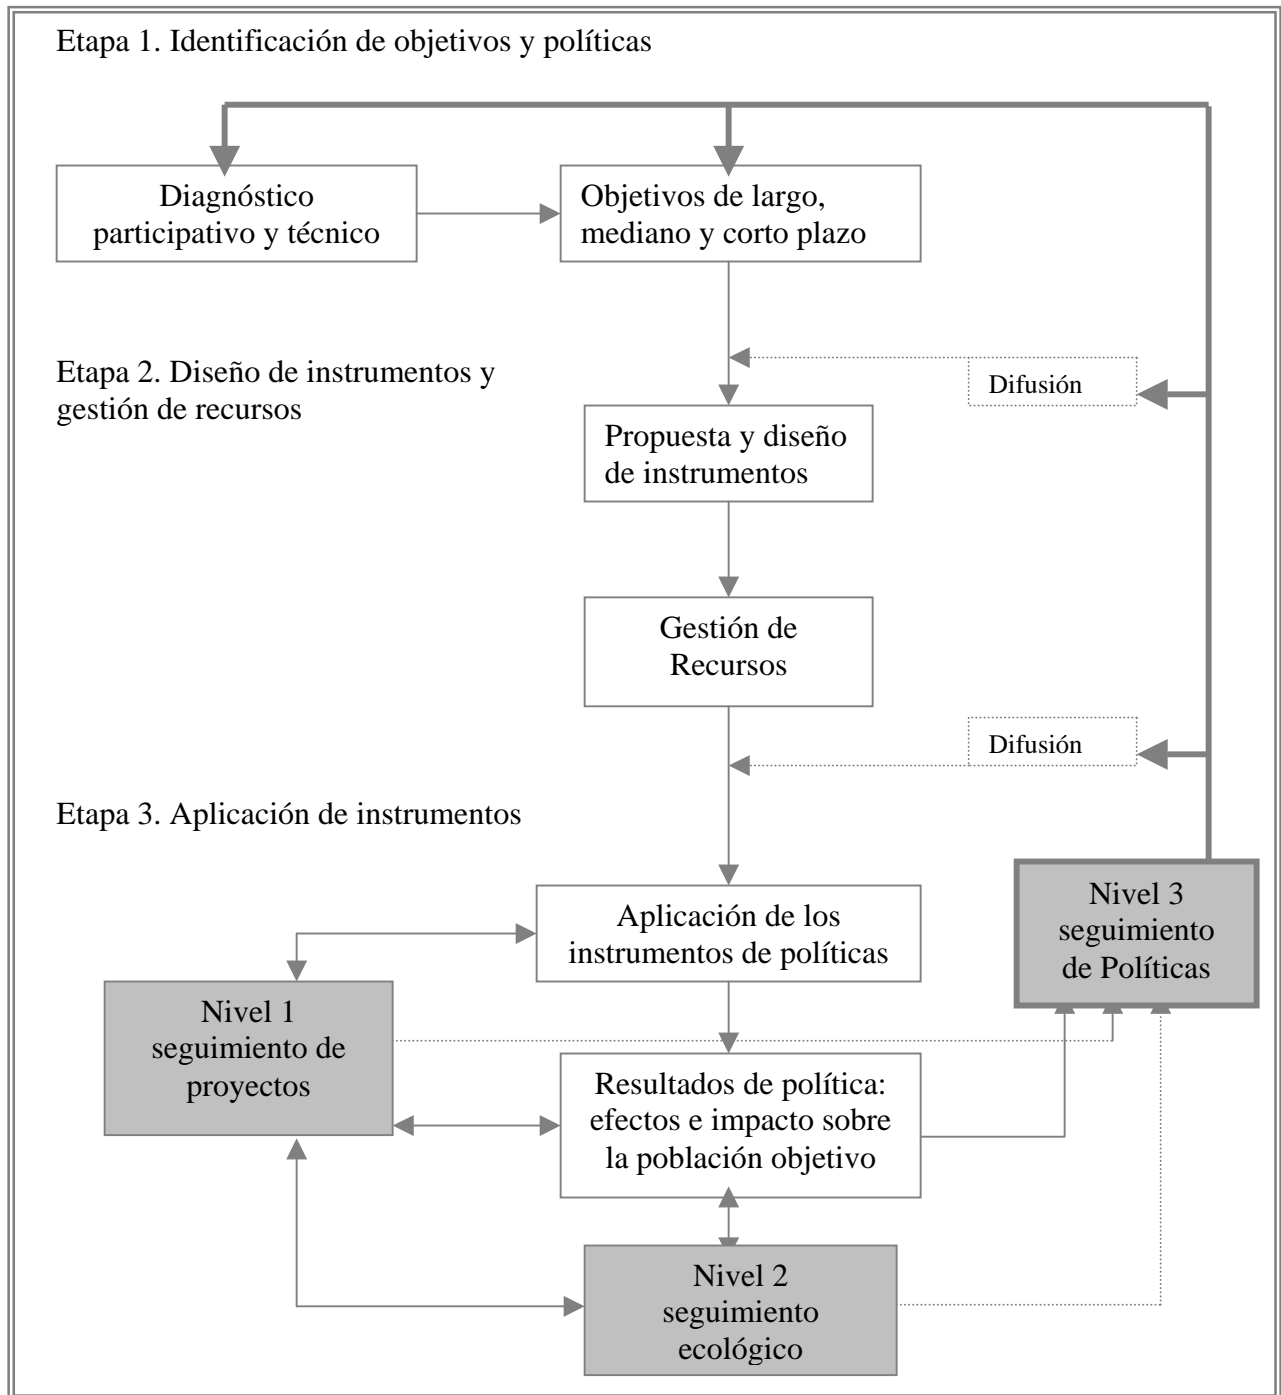 Etapa 1. Identificación de objetivos y políticas
Diagnóstico
participativo y técnico
Objetivos de largo,
mediano y corto plazo
Etapa 2. Diseño de instrumentos y
gestión de recursos
Difusión
Propuesta y diseño
de instrumentos
Gestión de
Recursos
Difusión
Etapa 3. Aplicación de instrumentos
Aplicación de los
instrumentos de políticas
Nivel 3
seguimiento
de Políticas
Nivel 1
seguimiento de
proyectos
Resultados de política:
efectos e impacto sobre
la población objetivo
Nivel 2
seguimiento
ecológico